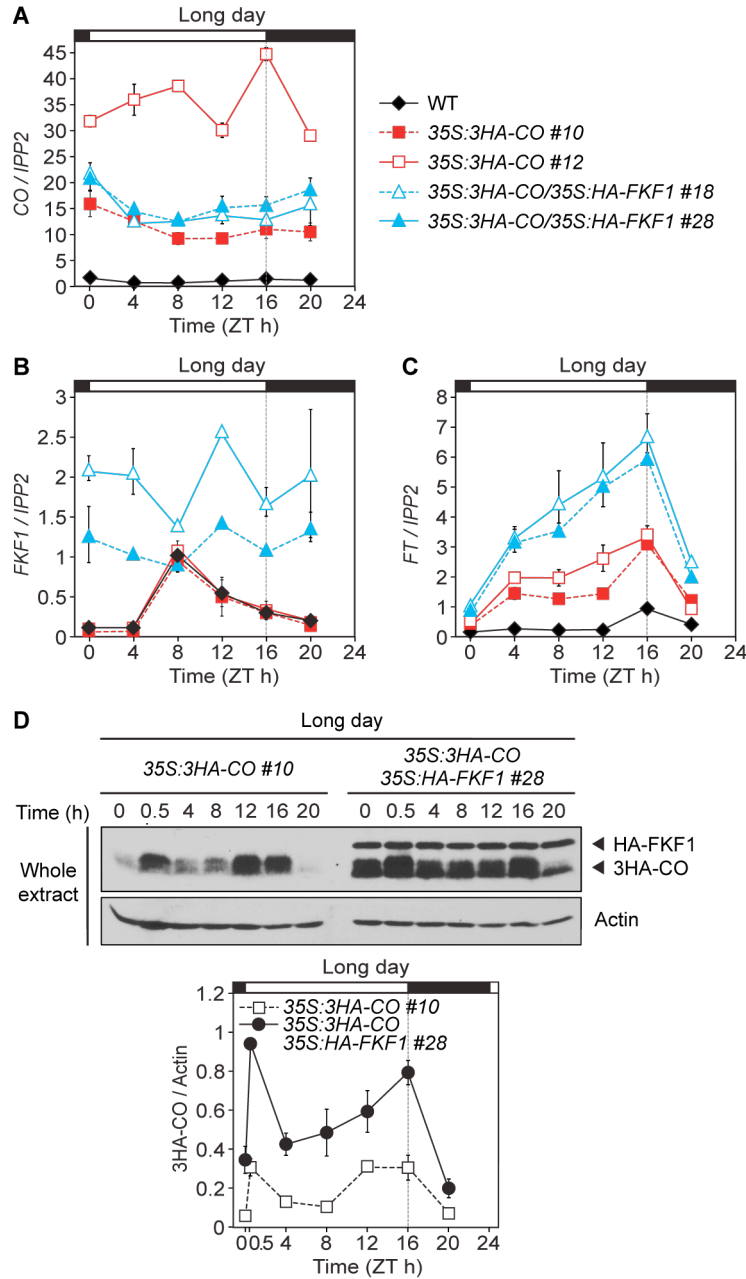 A
Long day
CO / IPP2
45
40
35
30
25
20
15
10
5
0
0 4 8 12 16 20 24
Time (ZT h)
WT
35S:3HA-CO #10
35S:3HA-CO #12
35S:3HA-CO/35S:HA-FKF1 #18
35S:3HA-CO/35S:HA-FKF1 #28
B
Long day
FKF1 / IPP2
3
2.5
2
1.5
1
0.5
0
0 4 8 12 16 20 24
Time (ZT h)
C
Long day
FT / IPP2
8
7
6
5
4
3
2
1
0
0 4 8 12 16 20 24
Time (ZT h)
D
Long day
35S:3HA-CO #10
35S:3HA-CO
35S:HA-FKF1 #28
Time (h) 0 0.5 4 8 12 16 20 0 0.5 4 8 12 16 20
Whole
extract
HA-FKF1
3HA-CO
Actin
Long day
35S:3HA-CO #10
35S:3HA-CO
35S:HA-FKF1 #28
3HA-CO / Actin
1.2
1
0.8
0.6
0.4
0.2
0
0 0.5 4 8 12 16 20 24
Time (ZT h)